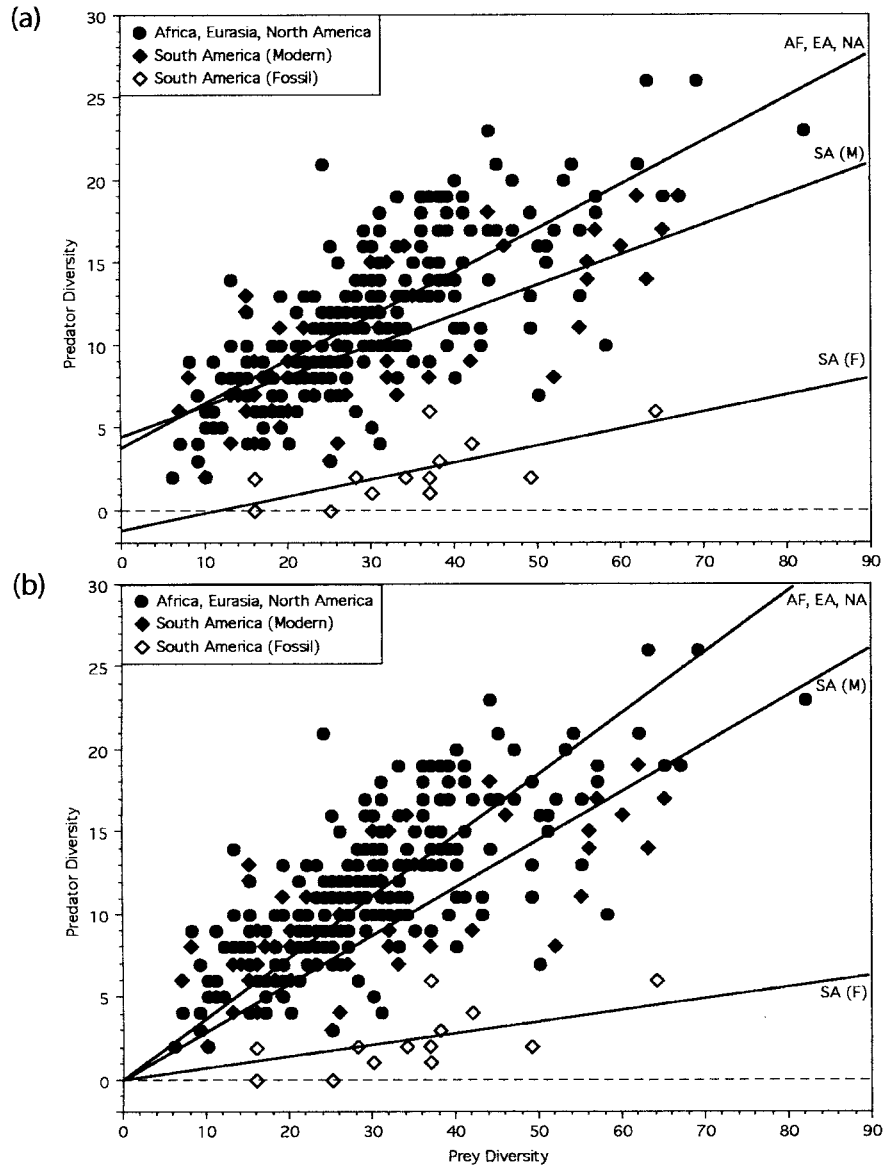 (a)
Africa, Eurasia, North America
South America (Modern)
South America (Fossil)
AF, EA, NA
SA (M)
SA (F)
Predator Diversity
30
25
20
15
10
5
0
0 10 20 30 40 50 60 70 80 90
(b)
Africa, Eurasia, North America
South America (Modern)
South America (Fossil)
AF, EA, NA
SA (M)
SA (F)
Predator Diversity
30
25
20
15
10
5
0
0 10 20 30 40 50 60 70 80 90
Prey Diversity